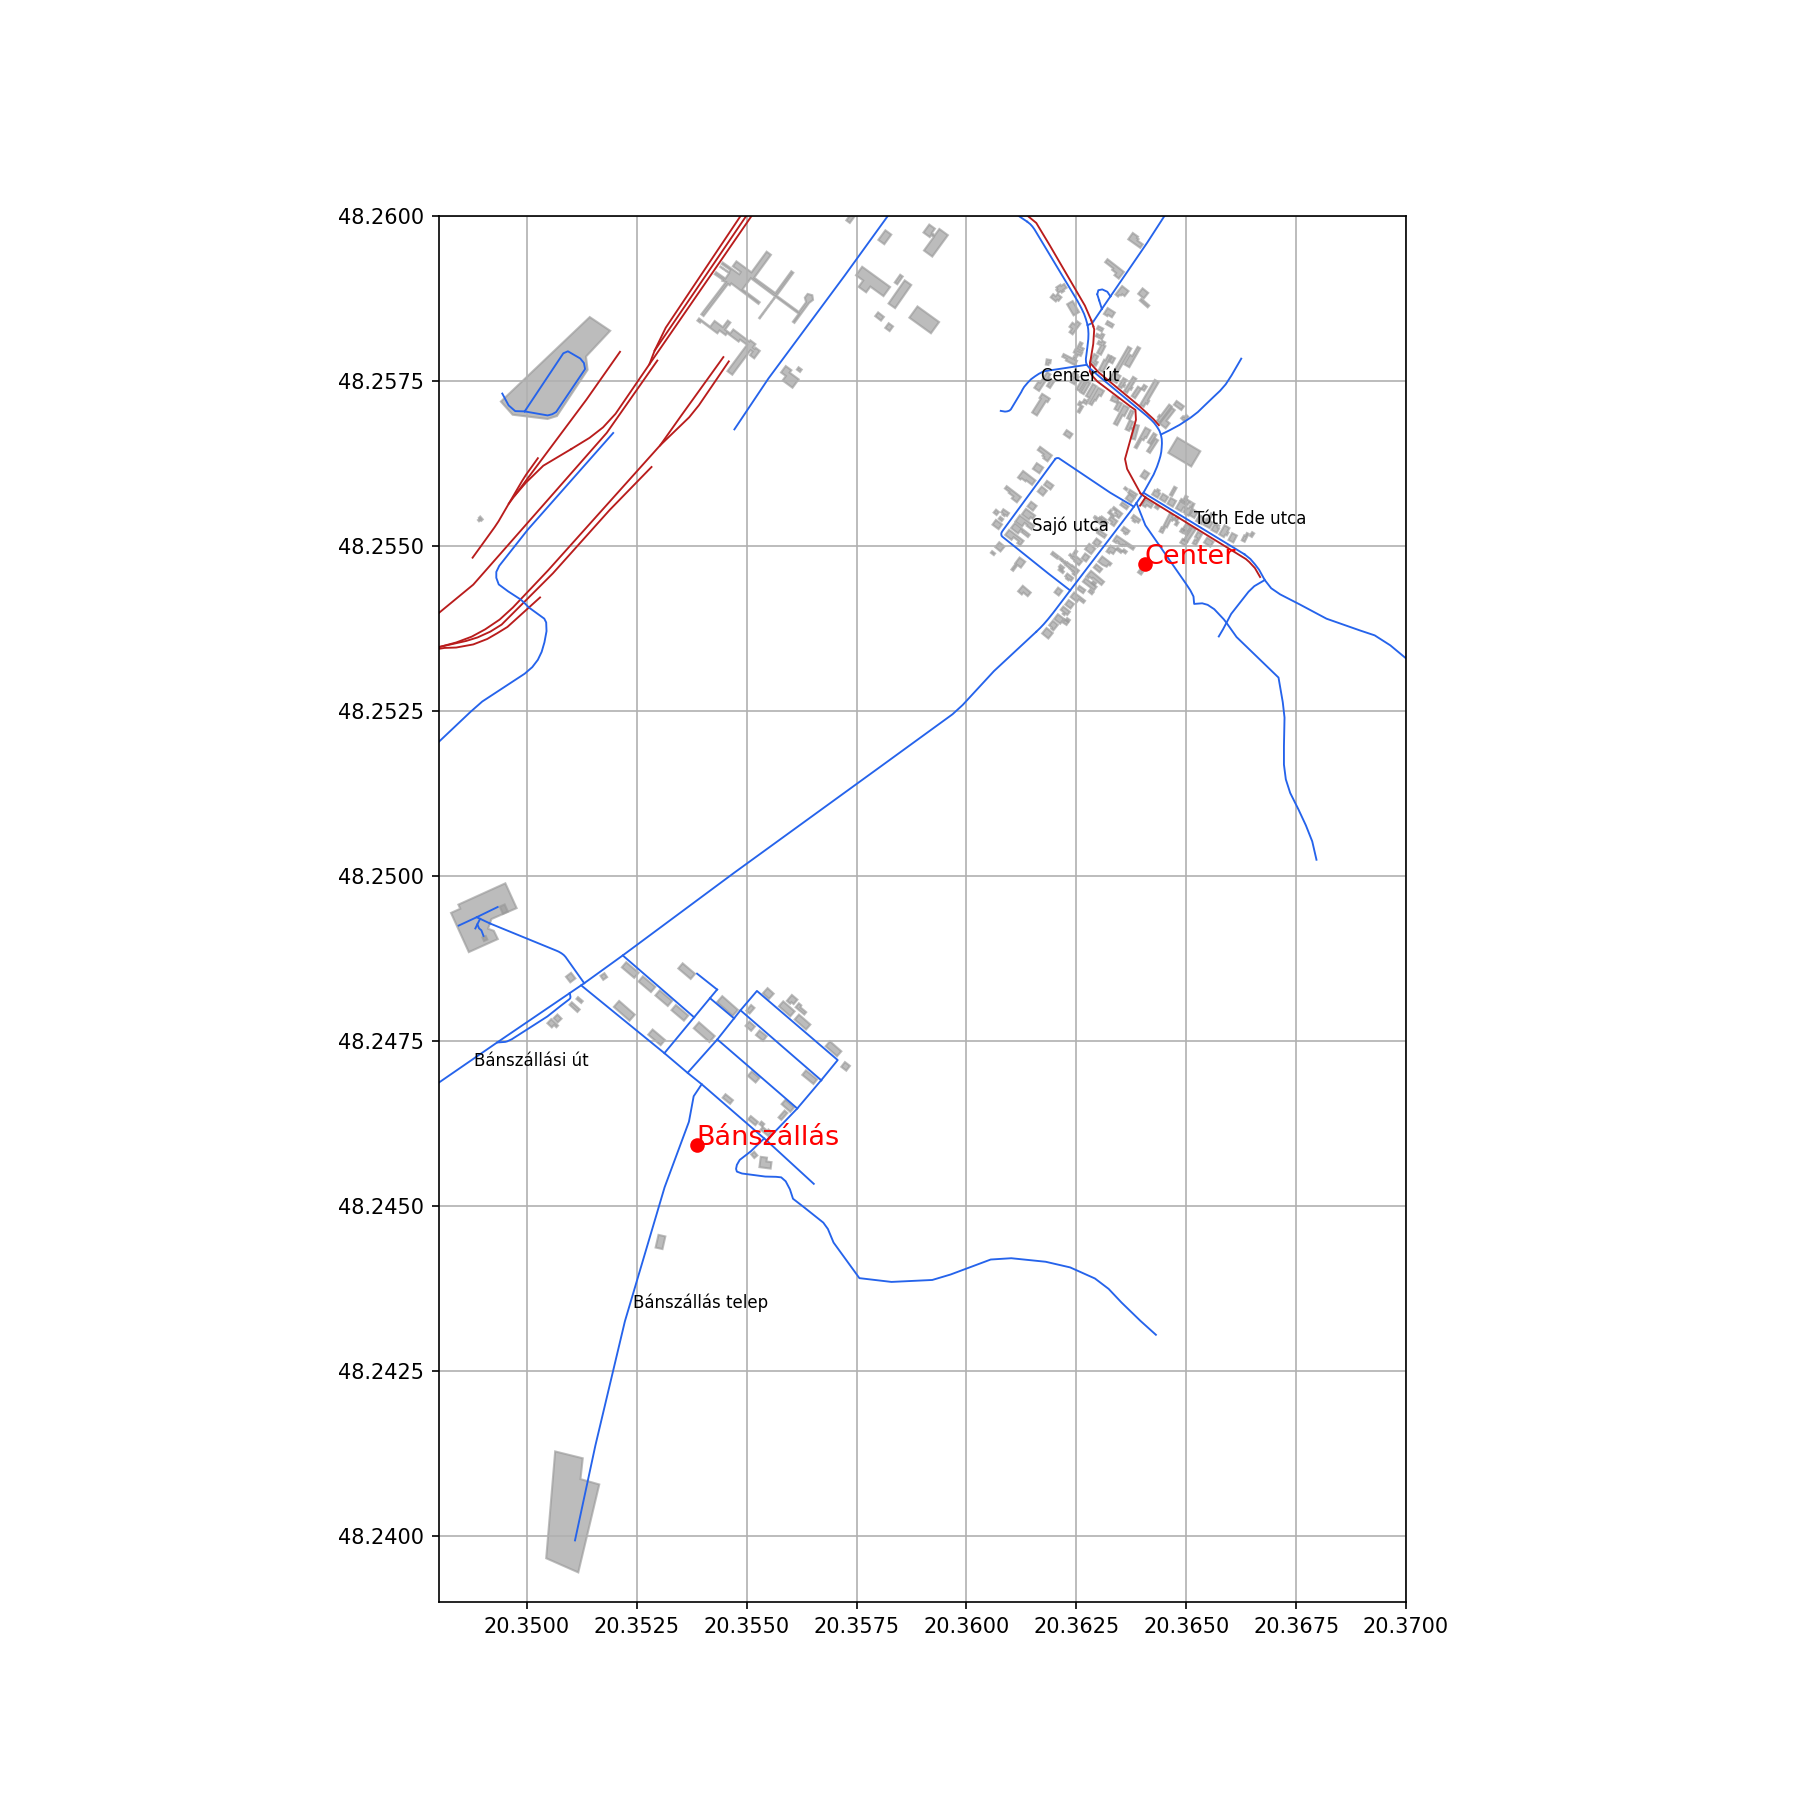 48.2600
48.2575
48.2550
48.2525
48.2500
48.2475
48.2450
48.2425
48.2400
Center út
Sajó utca
Tóth Ede utca
Center
Bánszállási út
Bánszállás
Bánszállás telep
20.3500 20.3525 20.3550 20.3575 20.3600 20.3625 20.3650 20.3675 20.3700